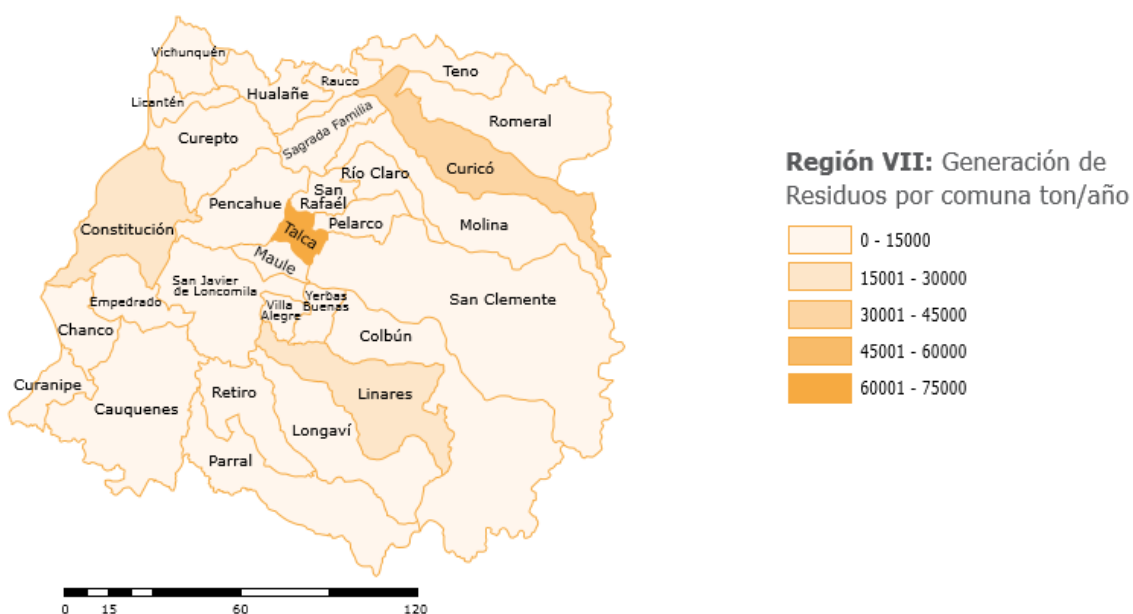 Vichunquén
Teno
Rauco
Hualañe
Licantén
Romeral
Sagrada Familia
Curepto
Curicó
Río Claro
San
Rafaél
Pencahue
Pelarco
Molina
Constitución
Talca
Maule
San Javier
de Loncomila
Empedrado
Villa
Alegre
Yerbas
Buenas
San Clemente
Chanco
Colbún
Curanipe
Retiro
Linares
Cauquenes
Longaví
Parral
0 15 60 120
Región VII: Generación de
Residuos por comuna ton/año
0 - 15000
15001 - 30000
30001 - 45000
45001 - 60000
60001 - 75000